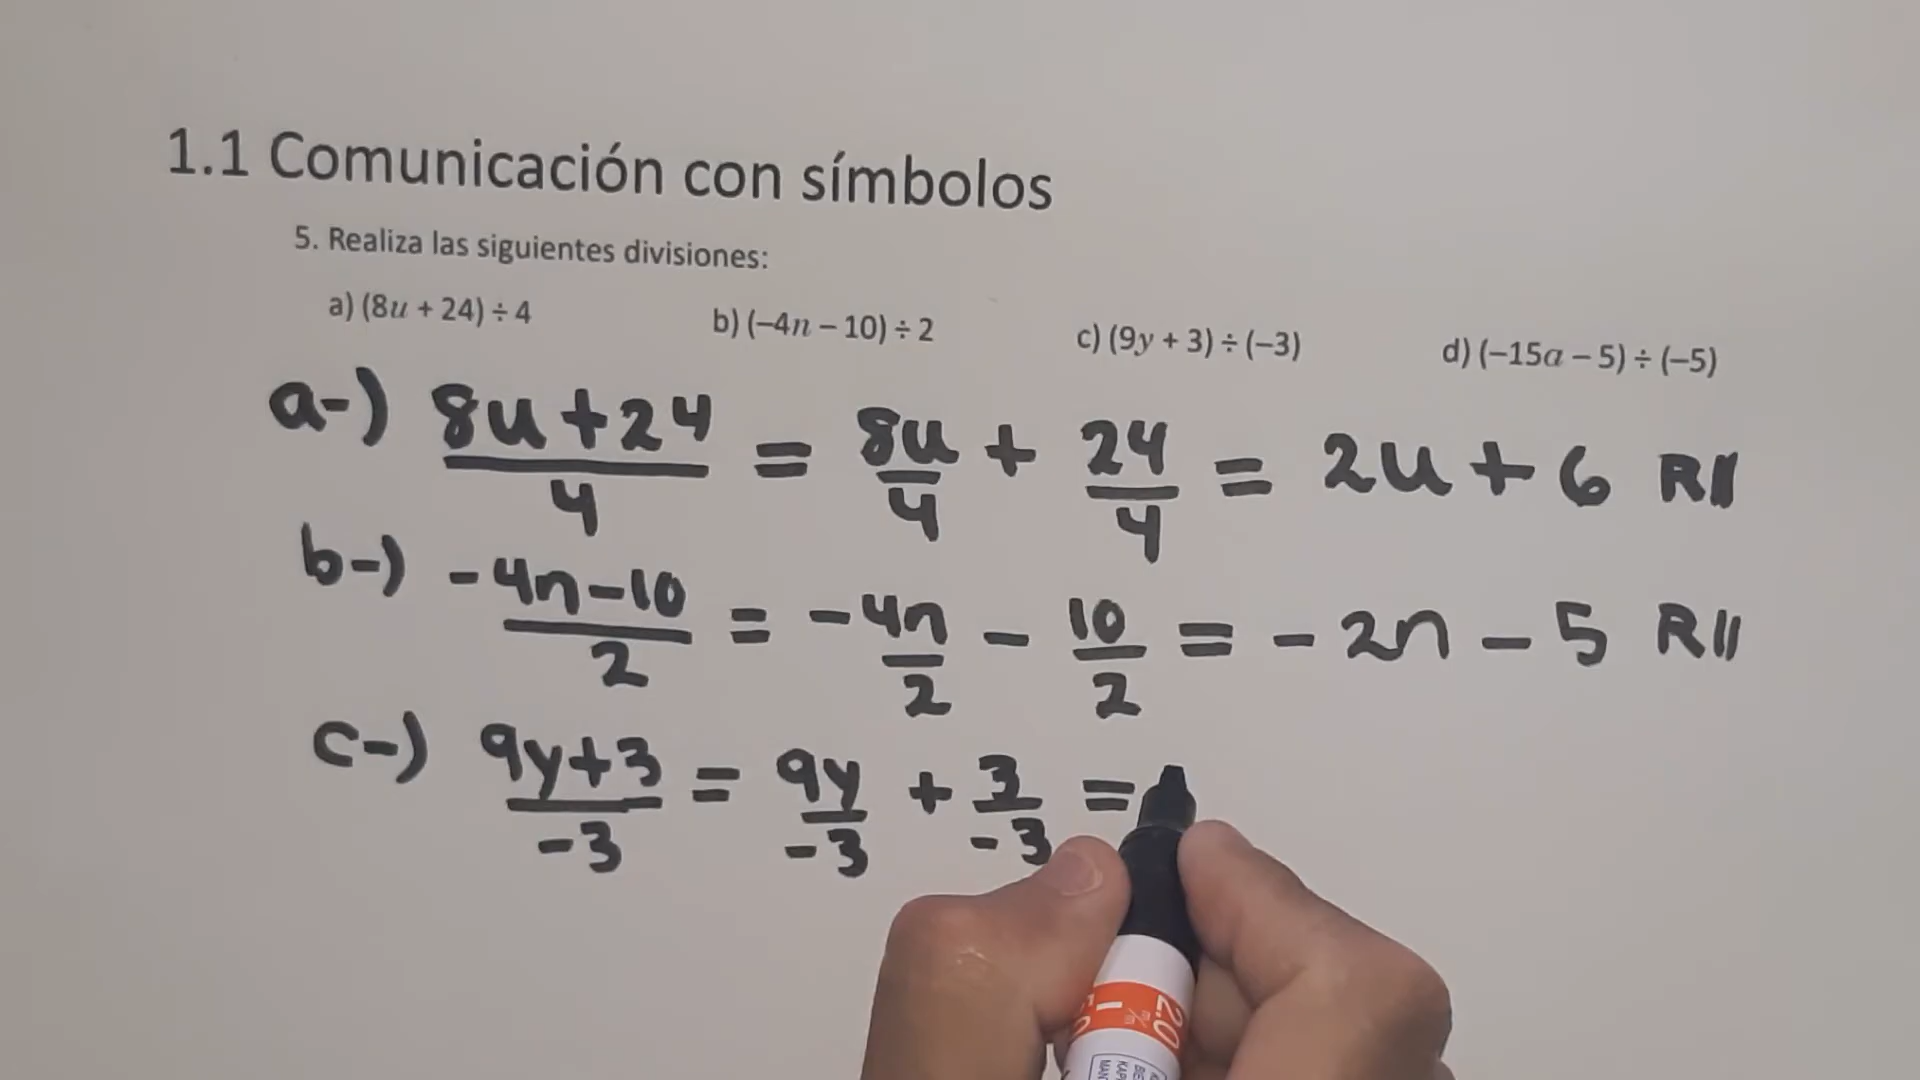 1.1 Comunicación con símbolos
5. Realiza las siguientes divisiones:
a) (8u + 24) ÷ 4 b) (–4n – 10) ÷ 2 c) (9y + 3) ÷ (–3) d) (–15a – 5) ÷ (–5)
a-) 8u+24/4 = 8u/4 + 24/4 = 2u + 6 R//
b-) -4n-10/2 = -4n/2 - 10/2 = -2n - 5 R//
c-) 9y+3/-3 = 9y/-3 + 3/-3 =
2.0